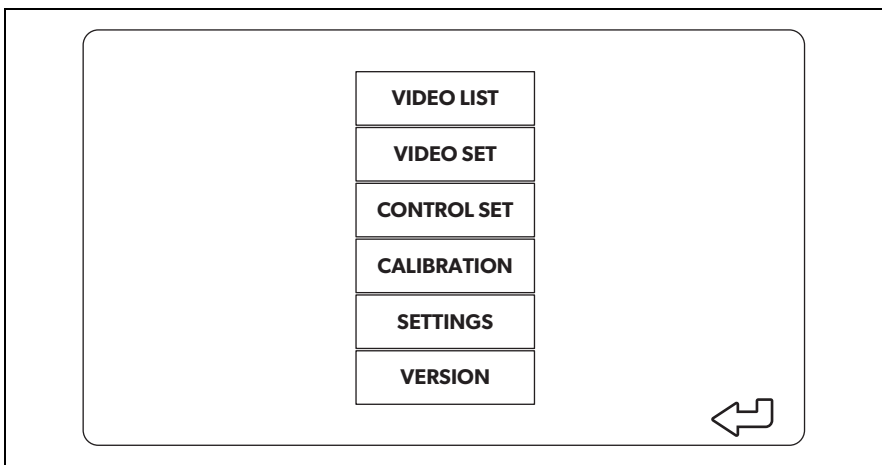 VIDEO LIST
VIDEO SET
CONTROL SET
CALIBRATION
SETTINGS
VERSION